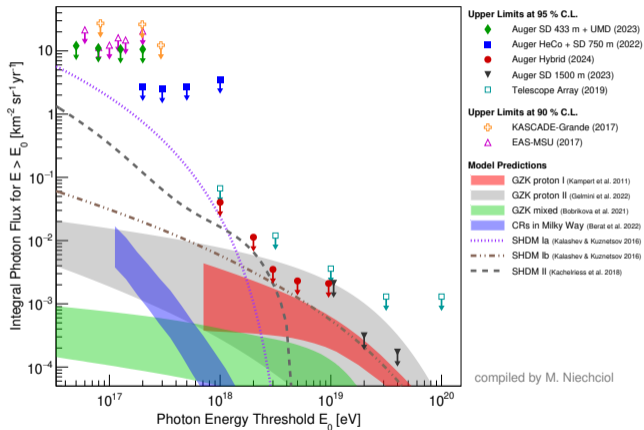 Upper Limits at 95 % C.L.
Auger SD 433 m + UMD (2023)
Auger HeCo + SD 750 m (2022)
Auger Hybrid (2024)
Auger SD 1500 m (2023)
Telescope Array (2019)
Upper Limits at 90 % C.L.
KASCADE-Grande (2017)
EAS-MSU (2017)
Model Predictions
GZK proton I (Kampert et al. 2011)
GZK proton II (Gelmini et al. 2022)
GZK mixed (Bobrikova et al. 2021)
CRs in Milky Way (Berat et al. 2022)
SHDM Ia (Kalashev & Kuznetsov 2016)
SHDM Ib (Kalashev & Kuznetsov 2016)
SHDM II (Kachelriess et al. 2018)
compiled by M. Niechciol
Integral Photon Flux for E > E₀ [km⁻² sr⁻¹ yr⁻¹]
10
1
10⁻¹
10⁻²
10⁻³
10⁻⁴
10¹⁷
10¹⁸
10¹⁹
10²⁰
Photon Energy Threshold E₀ [eV]